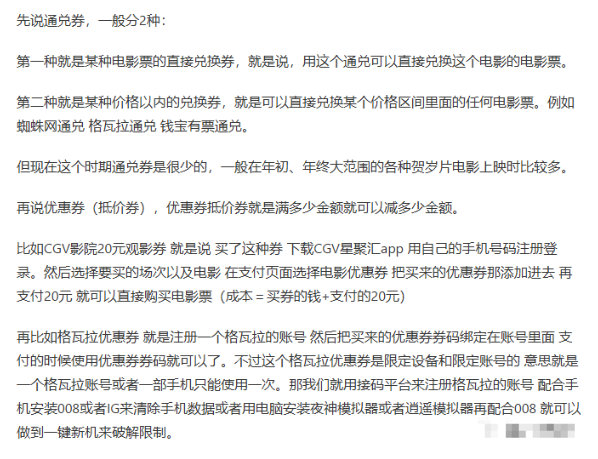 先说通兑券，一般分2种：
第一种就是某种电影票的直接兑换券，就是说，用这个通兑可以直接兑换这个电影的电影票。
第二种就是某种价格以内的兑换券，就是可以直接兑换某个价格区间里面的任何电影票。例如
蜘蛛网通兑 格瓦拉通兑 钱宝有票通兑。
但现在这个时期通兑券是很少的，一般在年初、年终大范围的各种贺岁片电影上映时比较多。
再说优惠券（抵价券），优惠券抵价券就是满多少金额就可以减多少金额。
比如CGV影院20元观影券 就是说 买了这种券 下载CGV星聚汇app 用自己的手机号码注册登
录。然后选择要买的场次以及电影 在支付页面选择电影优惠券 把买来的优惠券那添加进去 再
支付20元 就可以直接购买电影票（成本＝买券的钱+支付的20元）
再比如格瓦拉优惠券 就是注册一个格瓦拉的账号 然后把买来的优惠券券码绑定在账号里面 支
付的时候使用优惠券券码就可以了。不过这个格瓦拉优惠券是限定设备和限定账号的 意思就是
一个格瓦拉账号或者一部手机只能使用一次。那我们就用接码平台来注册格瓦拉的账号 配合手
机安装008或者IG来清除手机数据或者用电脑安装夜神模拟器或者逍遥模拟器再配合008 就可以
做到一键新机来破解限制。